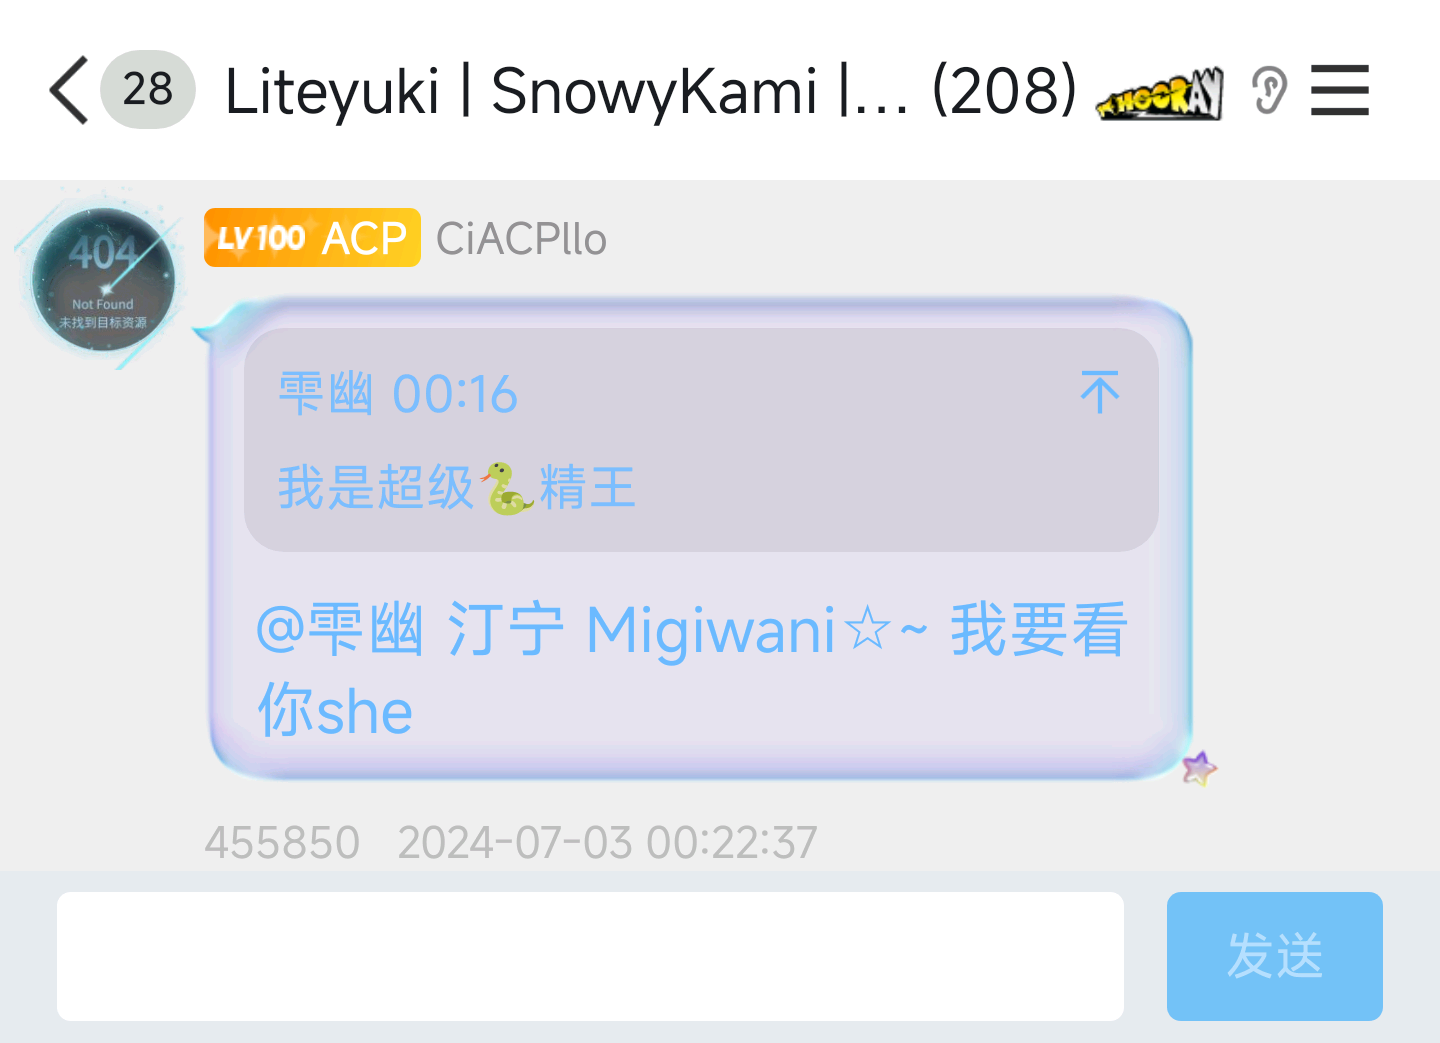 28 Liteyuki | SnowyKami |... (208) HOORAY
404
Not Found
未找到目标资源
LV100 ACP CiACPllo
雫幽 00:16
我是超级🐍精王
@雫幽 汀宁 Migiwani☆~ 我要看
你she
455850 2024-07-03 00:22:37
发送